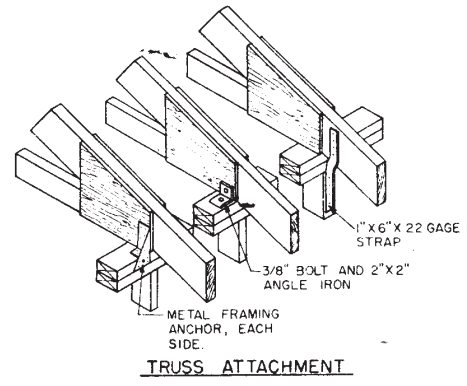 1"X6"X22 GAGE
STRAP
3/8" BOLT AND 2"X2"
ANGLE IRON
METAL FRAMING
ANCHOR, EACH
SIDE.
TRUSS ATTACHMENT